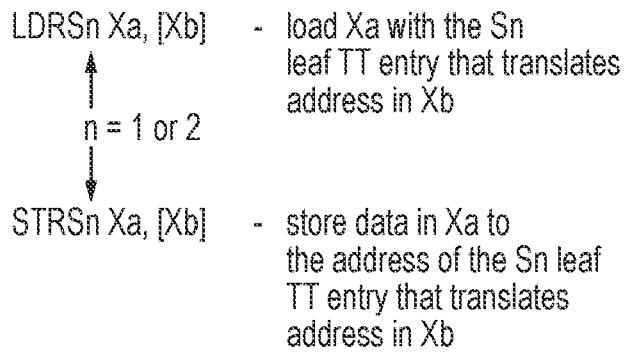 LDRSn Xa, [Xb] - load Xa with the Sn
leaf TT entry that translates
address in Xb
n = 1 or 2
STRSn Xa, [Xb] - store data in Xa to
the address of the Sn leaf
TT entry that translates
address in Xb